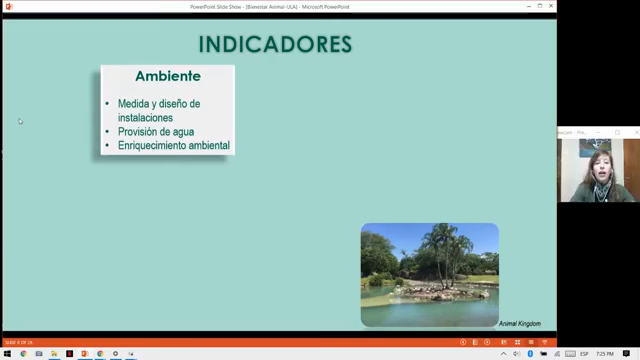 PowerPoint Slide Show - [Bienestar Animal-ULA] - Microsoft PowerPoint
INDICADORES
Ambiente
• Medida y diseño de
instalaciones
• Provisión de agua
• Enriquecimiento ambiental
Animal Kingdom
ESP
7:25 PM